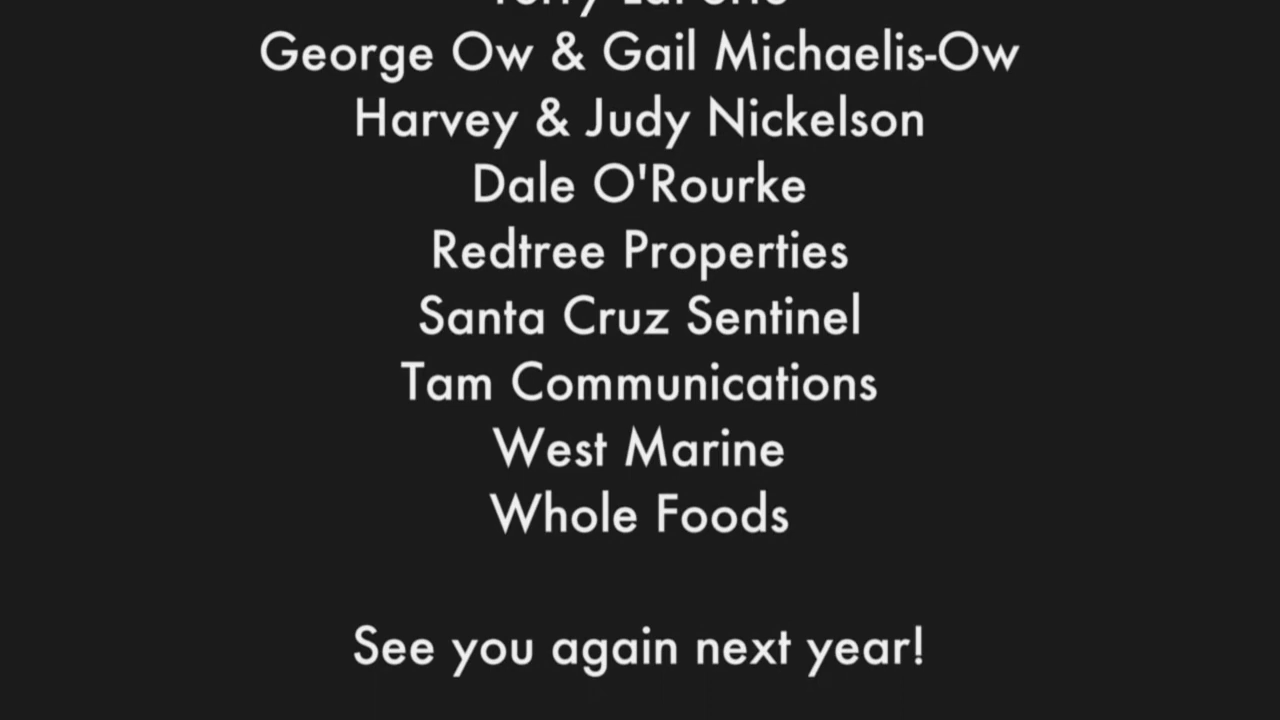 George Ow & Gail Michaelis-Ow
Harvey & Judy Nickelson
Dale O'Rourke
Redtree Properties
Santa Cruz Sentinel
Tam Communications
West Marine
Whole Foods
See you again next year!